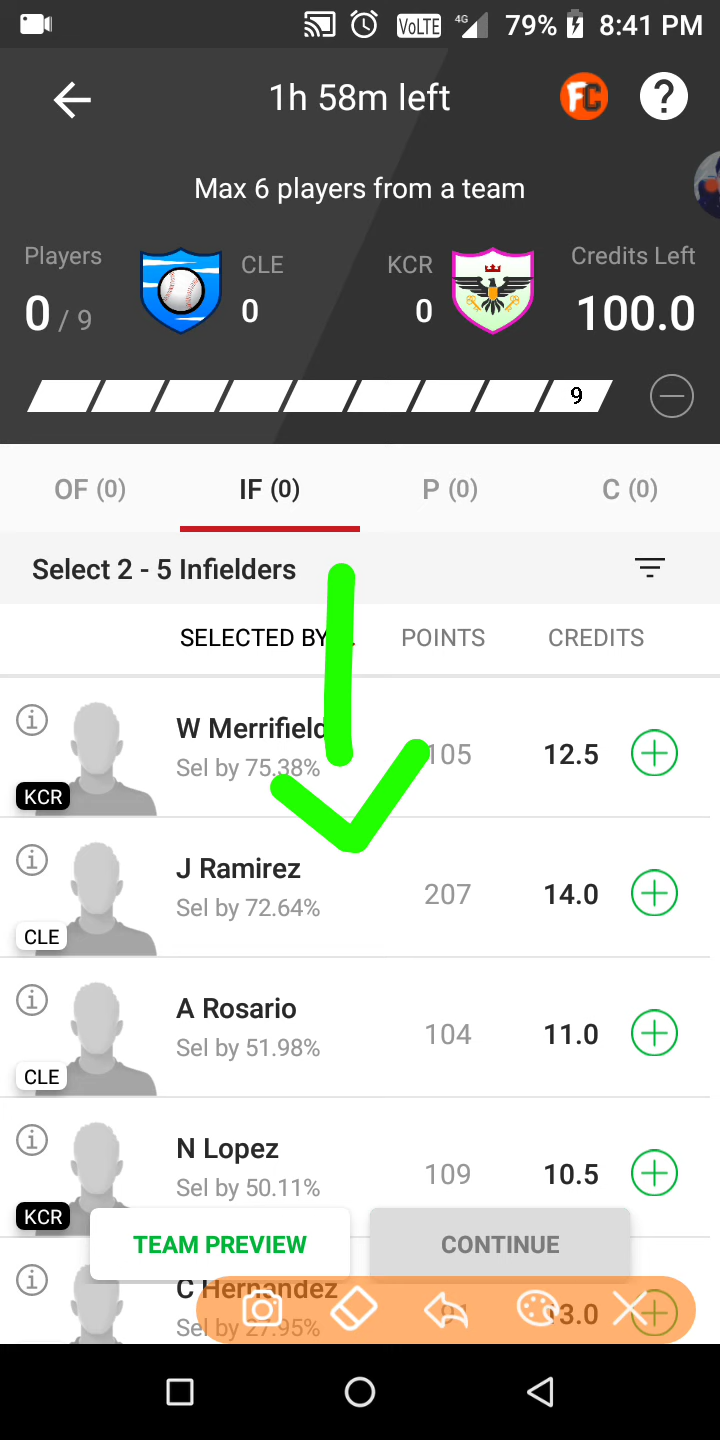 VoLTE 4G 79% 8:41 PM
1h 58m left FC ?
Max 6 players from a team
Players CLE KCR Credits Left
0 / 9 0 0 100.0
9
OF (0) IF (0) P (0) C (0)
Select 2 - 5 Infielders
SELECTED BY POINTS CREDITS
W Merrifield
Sel by 75.38% 105 12.5
KCR
J Ramirez
Sel by 72.64% 207 14.0
CLE
A Rosario
Sel by 51.98% 104 11.0
CLE
N Lopez
Sel by 50.11% 109 10.5
KCR
TEAM PREVIEW CONTINUE
C Hernandez
Sel by 27.95%